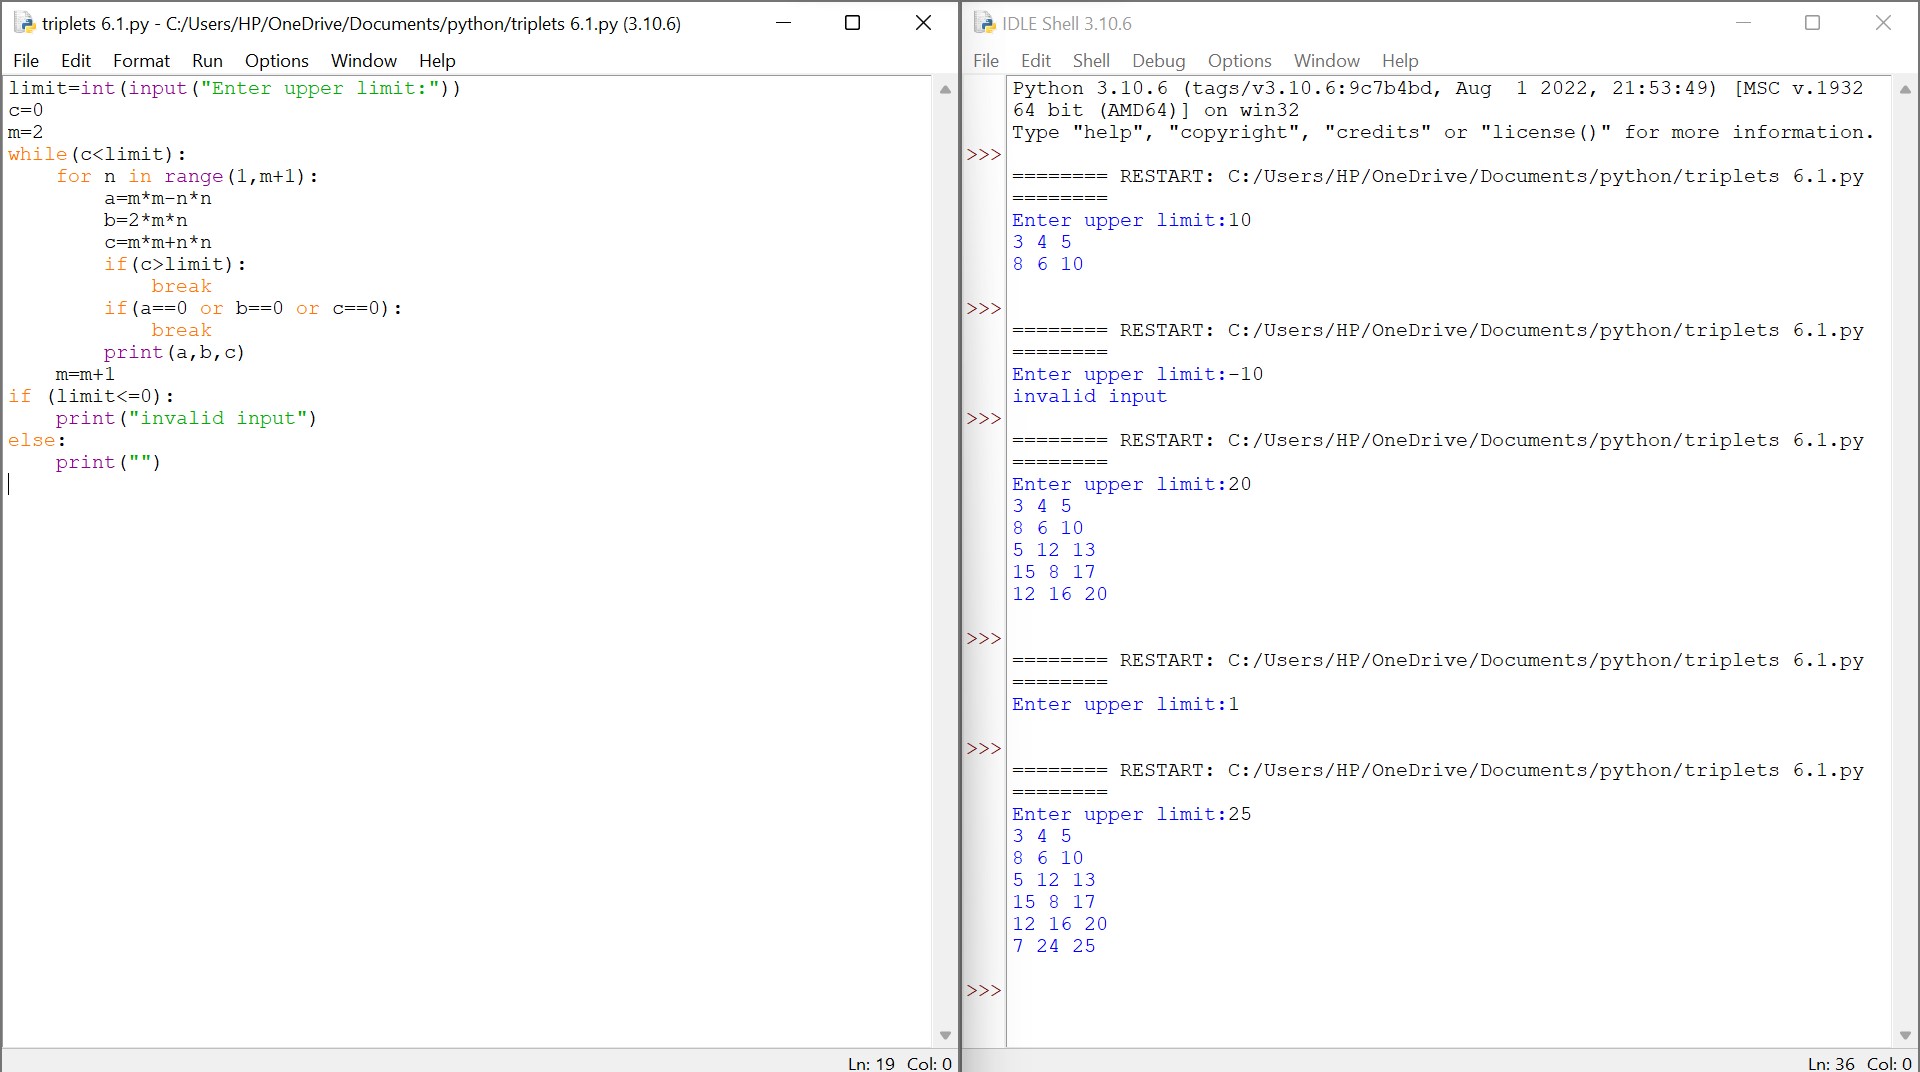 triplets 6.1.py - C:/Users/HP/OneDrive/Documents/python/triplets 6.1.py (3.10.6)
File Edit Format Run Options Window Help
limit=int(input("Enter upper limit:"))
c=0
m=2
while(c<limit):
    for n in range(1,m+1):
        a=m*m-n*n
        b=2*m*n
        c=m*m+n*n
        if(c>limit):
            break
        if(a==0 or b==0 or c==0):
            break
        print(a,b,c)
    m=m+1
if (limit<=0):
    print("invalid input")
else:
    print("")
Ln: 19 Col: 0
IDLE Shell 3.10.6
File Edit Shell Debug Options Window Help
Python 3.10.6 (tags/v3.10.6:9c7b4bd, Aug  1 2022, 21:53:49) [MSC v.1932
64 bit (AMD64)] on win32
Type "help", "copyright", "credits" or "license()" for more information.
>>>
======== RESTART: C:/Users/HP/OneDrive/Documents/python/triplets 6.1.py
========
Enter upper limit:10
3 4 5
8 6 10
>>>
======== RESTART: C:/Users/HP/OneDrive/Documents/python/triplets 6.1.py
========
Enter upper limit:-10
invalid input
>>>
======== RESTART: C:/Users/HP/OneDrive/Documents/python/triplets 6.1.py
========
Enter upper limit:20
3 4 5
8 6 10
5 12 13
15 8 17
12 16 20
>>>
======== RESTART: C:/Users/HP/OneDrive/Documents/python/triplets 6.1.py
========
Enter upper limit:1
>>>
======== RESTART: C:/Users/HP/OneDrive/Documents/python/triplets 6.1.py
========
Enter upper limit:25
3 4 5
8 6 10
5 12 13
15 8 17
12 16 20
7 24 25
>>>
Ln: 36 Col: 0